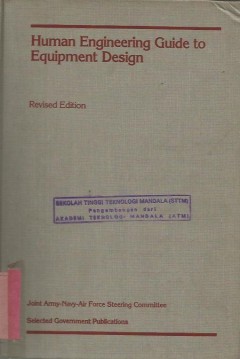 Human Engineering Guide to
Equipment Design
Revised Edition
SEKOLAH TINGGI TEKNOLOGI MANDALA (STTM)
Pengembangan dari
AKADEMI TEKNOLOGI MANDALA (ATM)
Joint Army-Navy-Air Force Steering Committee
Selected Government Publications